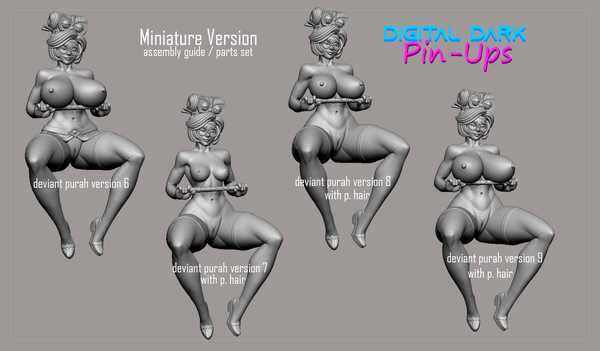 Miniature Version
assembly guide / parts set
DIGITAL DARK
Pin-Ups
deviant purah version 6
deviant purah version 7
with p. hair
deviant purah version 8
with p. hair
deviant purah version 9
with p. hair